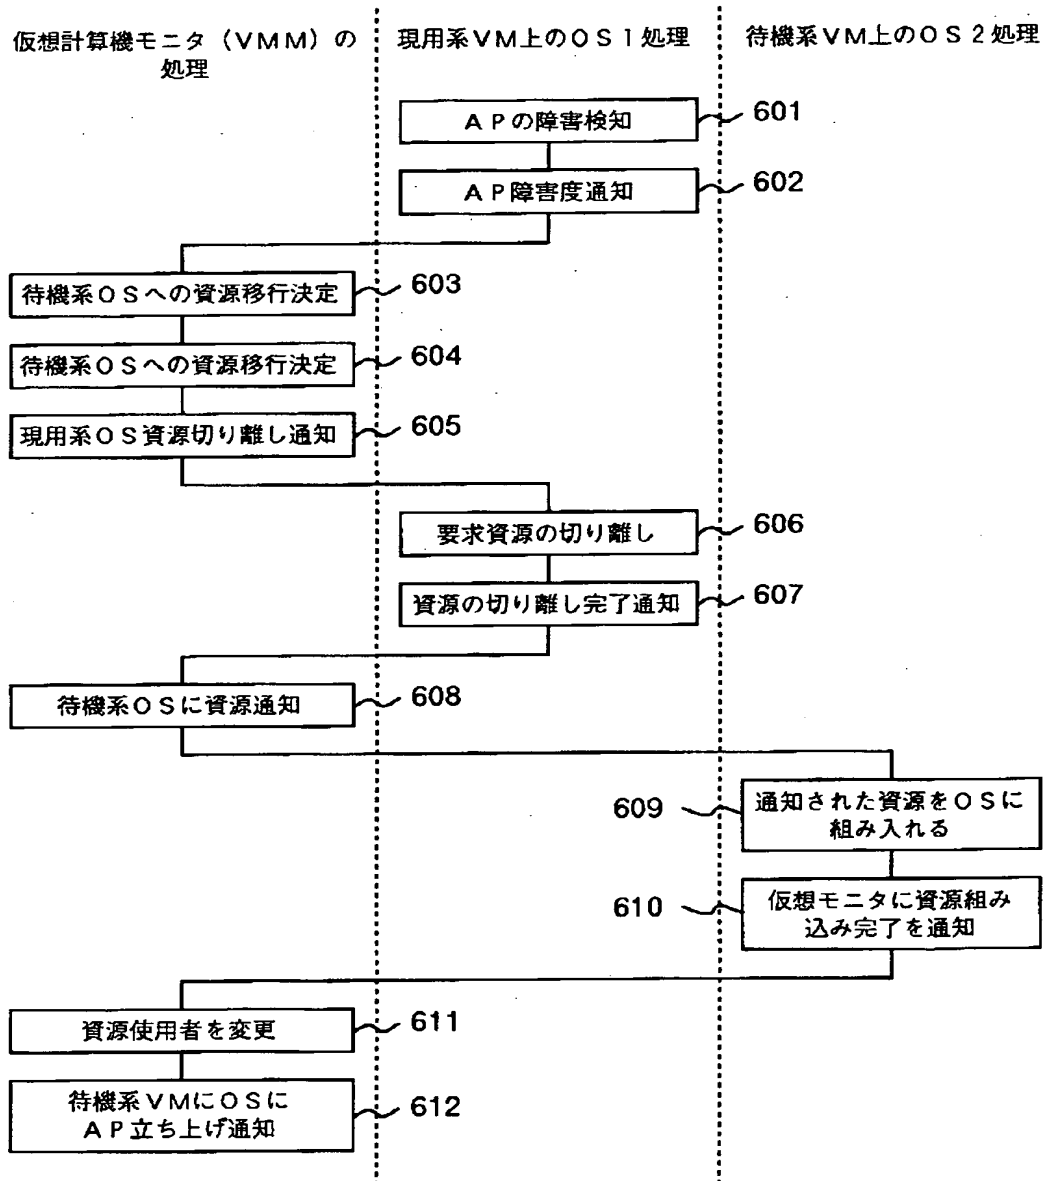 仮想計算機モニタ（VMM）の
処理
現用系VM上のOS1処理
待機系VM上のOS2処理
APの障害検知
601
AP障害度通知
602
待機系OSへの資源移行決定
603
待機系OSへの資源移行決定
604
現用系OS資源切り離し通知
605
要求資源の切り離し
606
資源の切り離し完了通知
607
待機系OSに資源通知
608
609
通知された資源をOSに
組み入れる
610
仮想モニタに資源組み
込み完了を通知
資源使用者を変更
611
待機系VMにOSに
AP立ち上げ通知
612